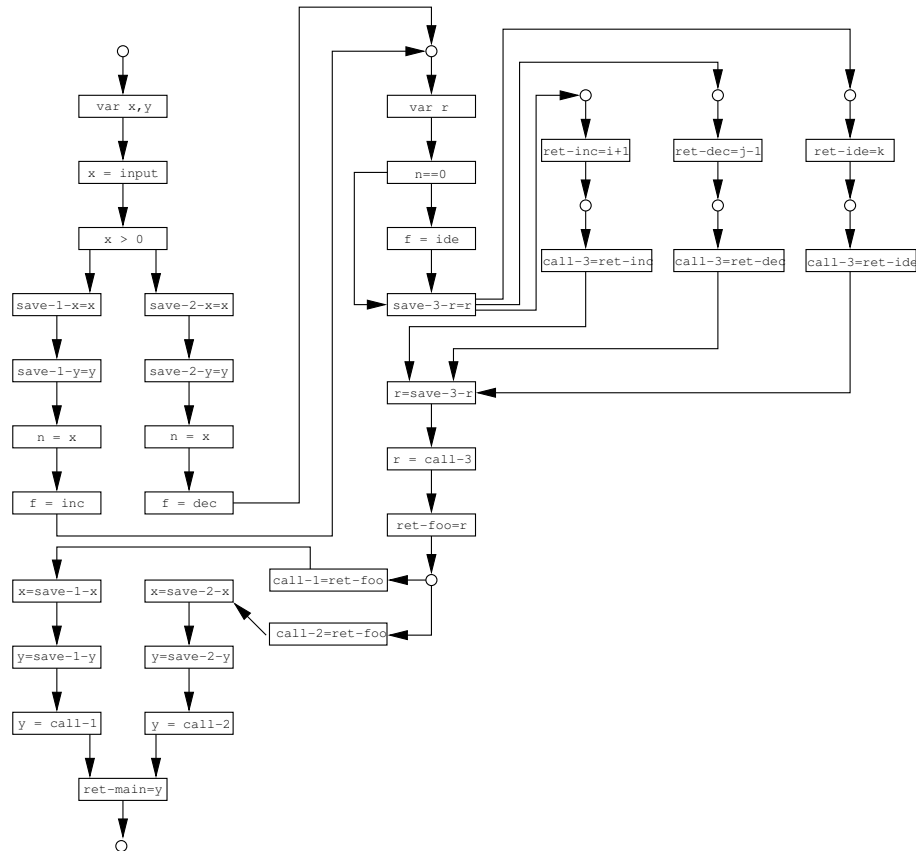 var x,y
x = input
x > 0
save-1-x=x
save-2-x=x
save-1-y=y
save-2-y=y
n = x
n = x
f = inc
f = dec
var r
n==0
f = ide
save-3-r=r
ret-inc=i+1
ret-dec=j-1
ret-ide=k
call-3=ret-inc
call-3=ret-dec
call-3=ret-ide
r=save-3-r
r = call-3
ret-foo=r
call-1=ret-foo
call-2=ret-foo
x=save-1-x
x=save-2-x
y=save-1-y
y=save-2-y
y = call-1
y = call-2
ret-main=y